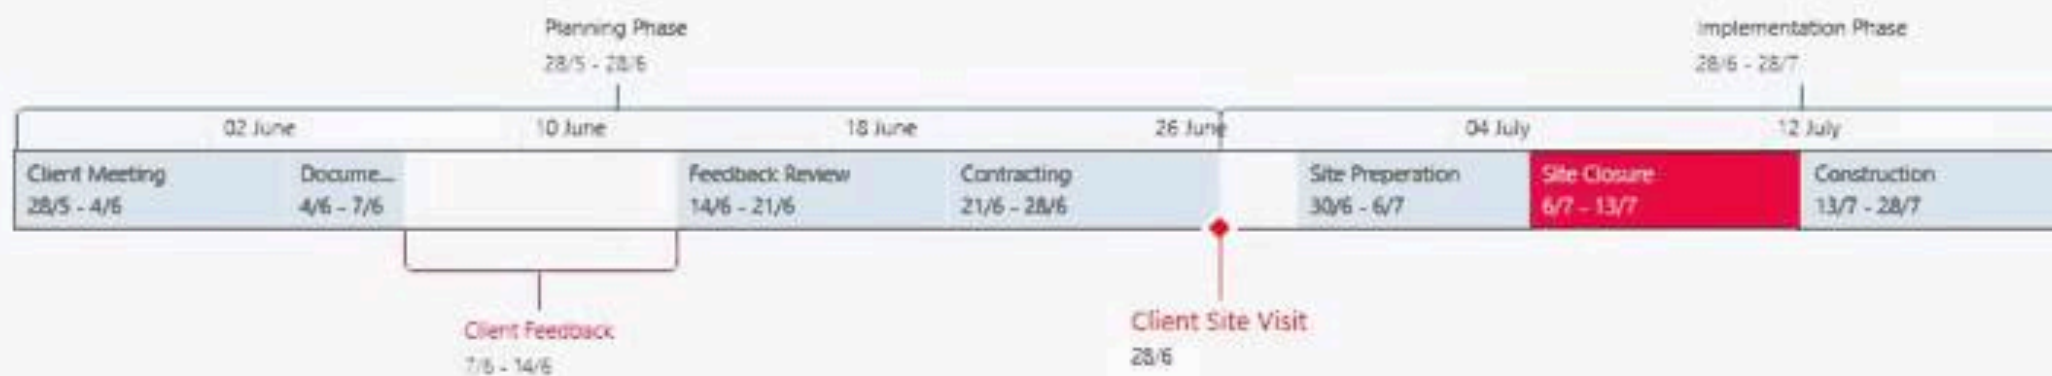 Planning Phase
28/5 - 28/6
Implementation Phase
28/6 - 28/7
02 June
10 June
18 June
26 June
04 July
12 July
Client Meeting
28/5 - 4/6
Docume...
4/6 - 7/6
Feedback Review
14/6 - 21/6
Contracting
21/6 - 28/6
Site Preperation
30/6 - 6/7
Site Closure
6/7 - 13/7
Construction
13/7 - 28/7
Client Feedback
7/6 - 14/6
Client Site Visit
28/6